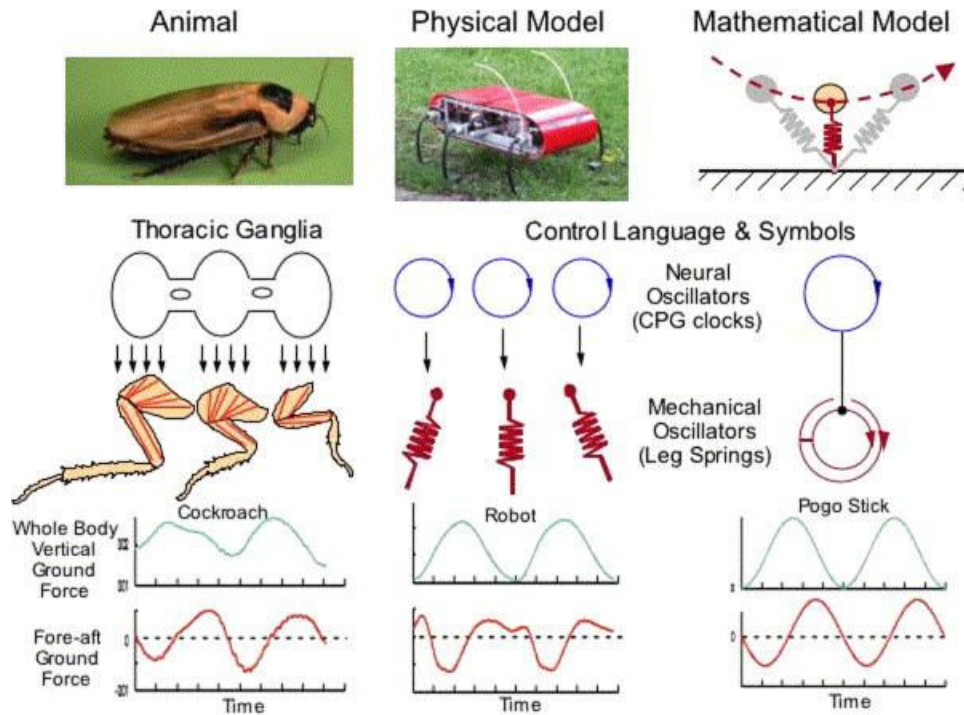 Animal
Physical Model
Mathematical Model
Thoracic Ganglia
Control Language & Symbols
Neural
Oscillators
(CPG clocks)
Mechanical
Oscillators
(Leg Springs)
Whole Body
Vertical
Ground
Force
Cockroach
Robot
Pogo Stick
0
Fore-aft
Ground
Force
0
-.001
0
Time
Time
Time